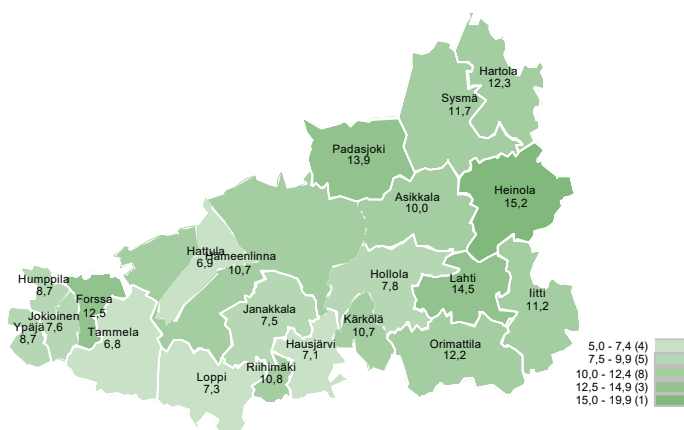 Hartola
12,3
Sysmä
11,7
Padasjoki
13,9
Heinola
15,2
Asikkala
10,0
Hattula
6,9
Hämeenlinna
10,7
Hollola
7,8
Lahti
14,5
Iitti
11,2
Humppila
8,7
Forssa
12,5
Jokioinen
7,6
Ypäjä
8,7
Tammela
6,8
Janakkala
7,5
Kärkölä
10,7
Hausjärvi
7,1
Orimattila
12,2
Riihimäki
10,8
Loppi
7,3
5,0 - 7,4 (4)
7,5 - 9,9 (5)
10,0 - 12,4 (8)
12,5 - 14,9 (3)
15,0 - 19,9 (1)